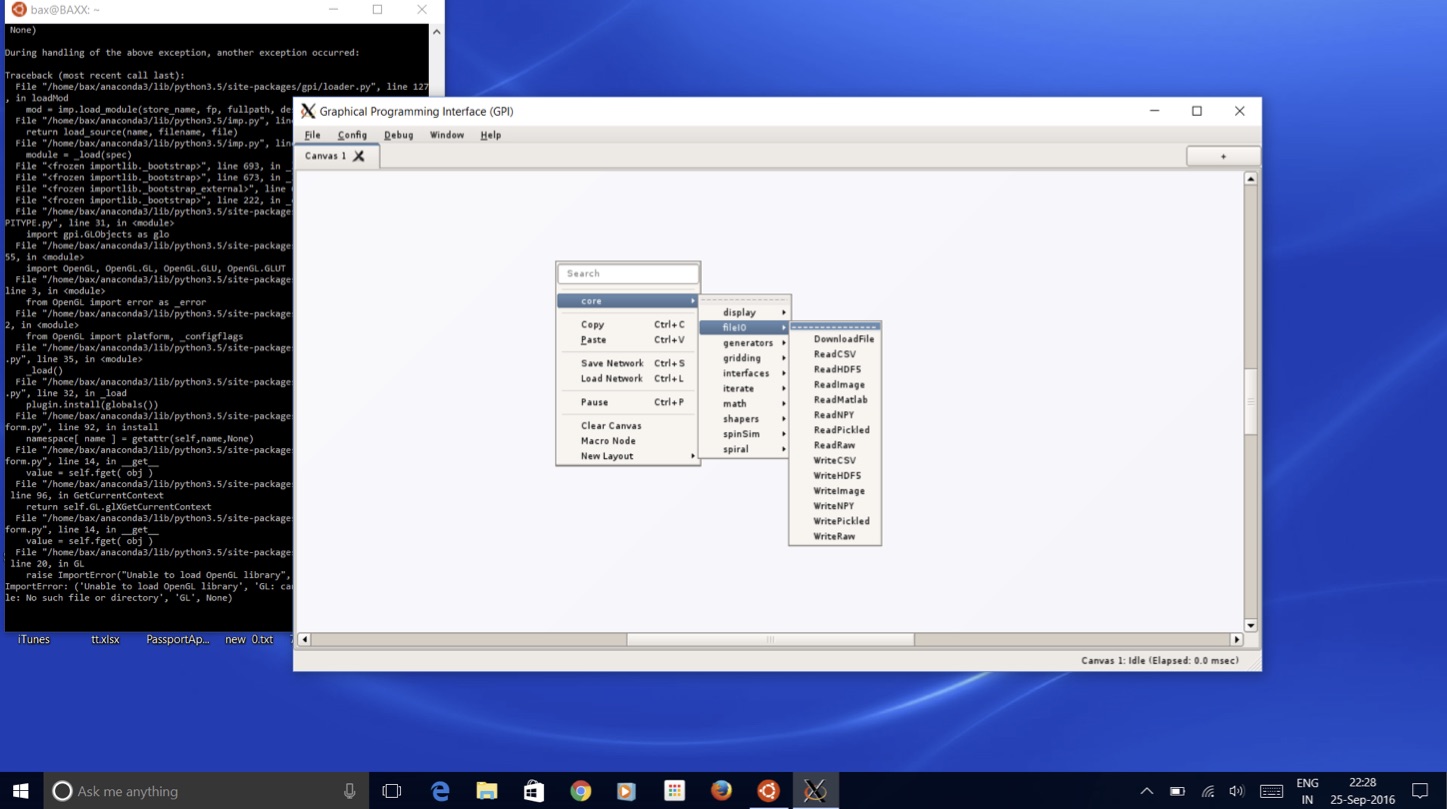 bax@BAXX: ~
None)
During handling of the above exception, another exception occurred:
Traceback (most recent call last):
File "/home/bax/anaconda3/lib/python3.5/site-packages/gpi/loader.py", line 127
, in loadMod
mod = imp.load_module(store_name, fp, fullpath, de
File "/home/bax/anaconda3/lib/python3.5/imp.py", lin
return load_source(name, filename, file)
File "/home/bax/anaconda3/lib/python3.5/imp.py", lin
module = _load(spec)
File "<frozen importlib._bootstrap>", line 693, in _
File "<frozen importlib._bootstrap>", line 673, in _
File "<frozen importlib._bootstrap_external>", line
File "<frozen importlib._bootstrap>", line 222, in _
File "/home/bax/anaconda3/lib/python3.5/site-package
PITYPE.py", line 31, in <module>
import gpi.GLObjects as glo
File "/home/bax/anaconda3/lib/python3.5/site-package
55, in <module>
import OpenGL, OpenGL.GL, OpenGL.GLU, OpenGL.GLUT
File "/home/bax/anaconda3/lib/python3.5/site-package
line 3, in <module>
from OpenGL import error as _error
File "/home/bax/anaconda3/lib/python3.5/site-package
2, in <module>
from OpenGL import platform, _configflags
File "/home/bax/anaconda3/lib/python3.5/site-package
.py", line 35, in <module>
_load()
File "/home/bax/anaconda3/lib/python3.5/site-package
.py", line 32, in _load
plugin.install(globals())
File "/home/bax/anaconda3/lib/python3.5/site-package
form.py", line 92, in install
namespace[ name ] = getattr(self,name,None)
File "/home/bax/anaconda3/lib/python3.5/site-package
form.py", line 14, in __get__
value = self.fget( obj )
File "/home/bax/anaconda3/lib/python3.5/site-package
line 96, in GetCurrentContext
return self.GL.glXGetCurrentContext
File "/home/bax/anaconda3/lib/python3.5/site-package
form.py", line 14, in __get__
value = self.fget( obj )
File "/home/bax/anaconda3/lib/python3.5/site-package
line 20, in GL
raise ImportError("Unable to load OpenGL library",
ImportError: ('Unable to load OpenGL library', 'GL: ca
le: No such file or directory', 'GL', None)
iTunes tt.xlsx PassportAp... new 0.txt
Graphical Programming Interface (GPI)
File Config Debug Window Help
Canvas 1
+
Search
core
Copy Ctrl+C
Paste Ctrl+V
Save Network Ctrl+S
Load Network Ctrl+L
Pause Ctrl+P
Clear Canvas
Macro Node
New Layout
display
fileIO
generators
gridding
interfaces
iterate
math
shapers
spinSim
spiral
DownloadFile
ReadCSV
ReadHDF5
ReadImage
ReadMatlab
ReadNPY
ReadPickled
ReadRaw
WriteCSV
WriteHDF5
WriteImage
WriteNPY
WritePickled
WriteRaw
Canvas 1: Idle (Elapsed: 0.0 msec)
Ask me anything
ENG
IN
22:28
25-Sep-2016